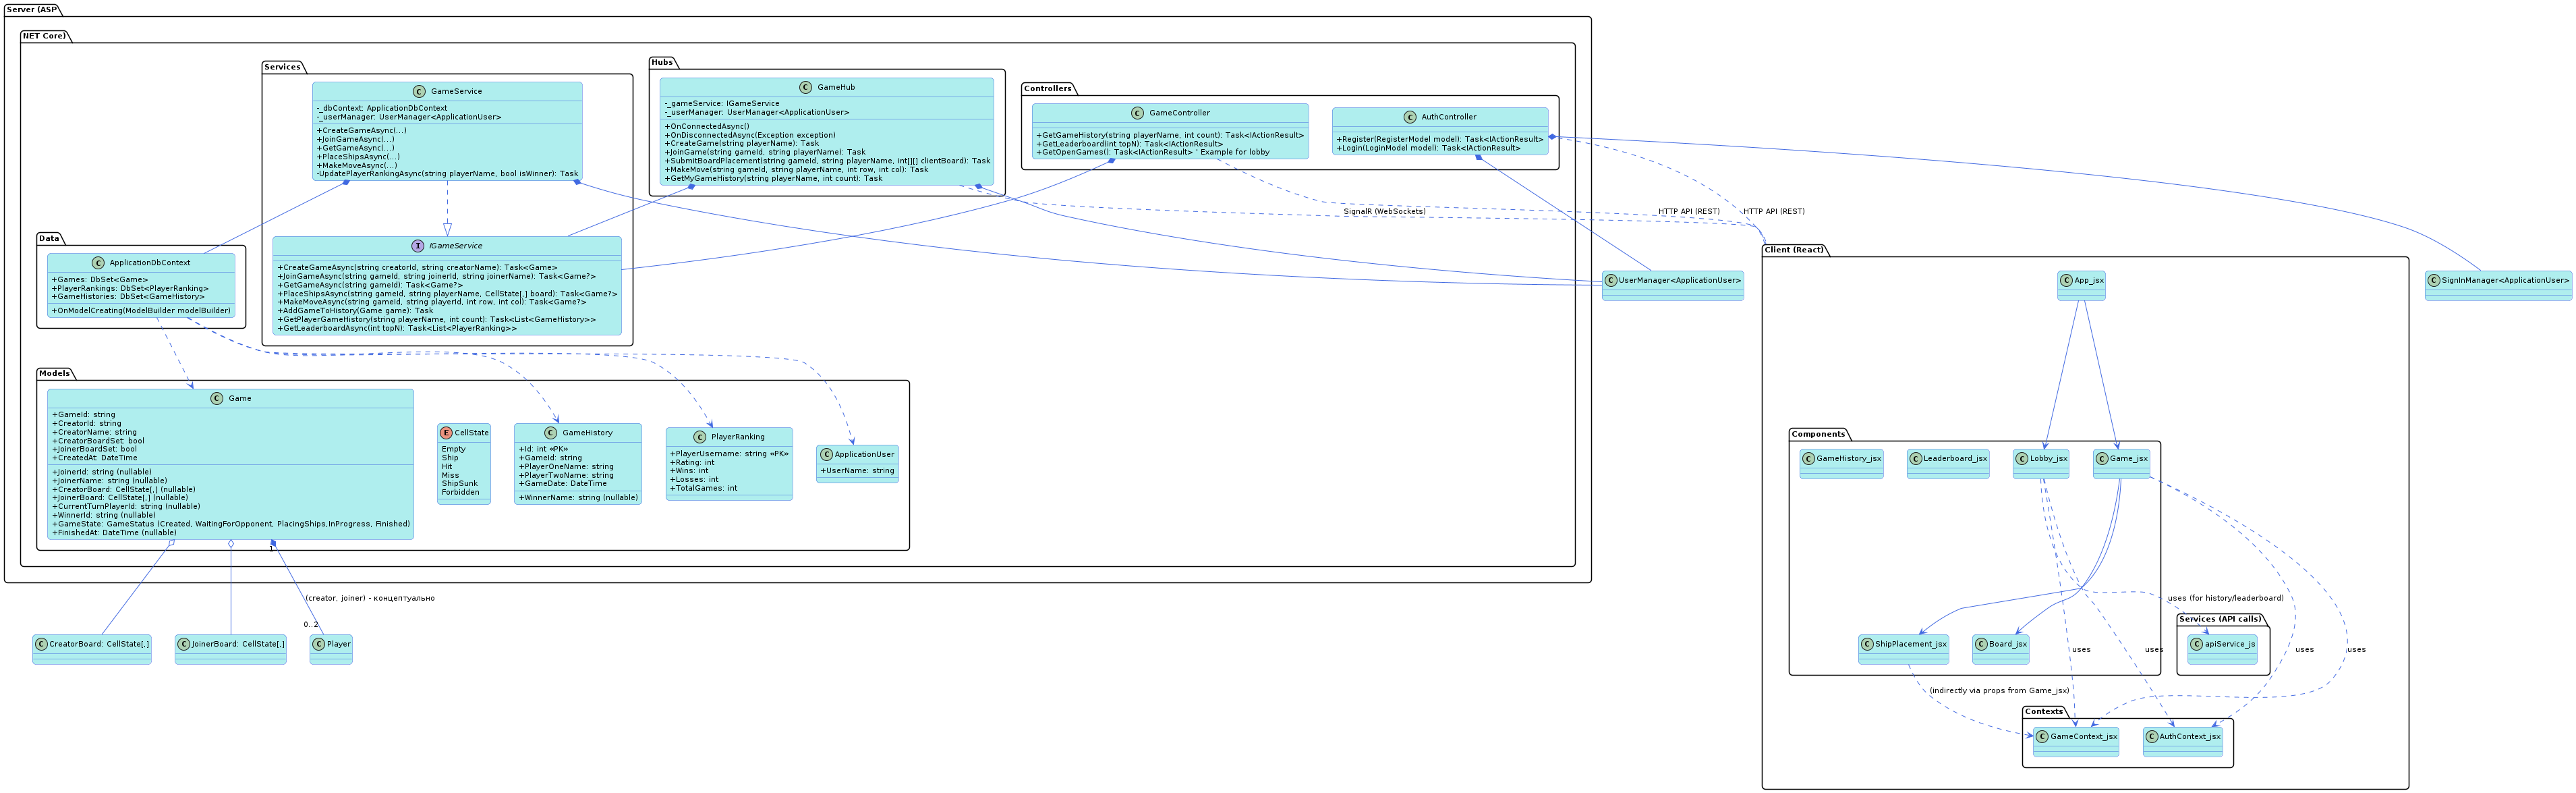 Server (ASP
NET Core)
Services
C GameService
-_dbContext: ApplicationDbContext
-_userManager: UserManager<ApplicationUser>
+CreateGameAsync(...)
+JoinGameAsync(...)
+GetGameAsync(...)
+PlaceShipsAsync(...)
+MakeMoveAsync(...)
-UpdatePlayerRankingAsync(string playerName, bool isWinner): Task
Hubs
C GameHub
-_gameService: IGameService
-_userManager: UserManager<ApplicationUser>
+OnConnectedAsync()
+OnDisconnectedAsync(Exception exception)
+CreateGame(string playerName): Task
+JoinGame(string gameId, string playerName): Task
+SubmitBoardPlacement(string gameId, string playerName, int[][] clientBoard): Task
+MakeMove(string gameId, string playerName, int row, int col): Task
+GetMyGameHistory(string playerName, int count): Task
Controllers
C GameController
+GetGameHistory(string playerName, int count): Task<IActionResult>
+GetLeaderboard(int topN): Task<IActionResult>
+GetOpenGames(): Task<IActionResult> ' Example for lobby
C AuthController
+Register(RegisterModel model): Task<IActionResult>
+Login(LoginModel model): Task<IActionResult>
SignalR (WebSockets)
HTTP API (REST)
HTTP API (REST)
Data
C ApplicationDbContext
+Games: DbSet<Game>
+PlayerRankings: DbSet<PlayerRanking>
+GameHistories: DbSet<GameHistory>
+OnModelCreating(ModelBuilder modelBuilder)
I IGameService
+CreateGameAsync(string creatorId, string creatorName): Task<Game>
+JoinGameAsync(string gameId, string joinerId, string joinerName): Task<Game?>
+GetGameAsync(string gameId): Task<Game?>
+PlaceShipsAsync(string gameId, string playerName, CellState[,] board): Task<Game?>
+MakeMoveAsync(string gameId, string playerId, int row, int col): Task<Game?>
+AddGameToHistory(Game game): Task
+GetPlayerGameHistory(string playerName, int count): Task<List<GameHistory>>
+GetLeaderboardAsync(int topN): Task<List<PlayerRanking>>
C UserManager<ApplicationUser>
Client (React)
C App_jsx
C SignInManager<ApplicationUser>
Models
C Game
+GameId: string
+CreatorId: string
+CreatorName: string
+CreatorBoardSet: bool
+JoinerBoardSet: bool
+CreatedAt: DateTime
+JoinerId: string (nullable)
+JoinerName: string (nullable)
+CreatorBoard: CellState[,] (nullable)
+JoinerBoard: CellState[,] (nullable)
+CurrentTurnPlayerId: string (nullable)
+WinnerId: string (nullable)
+GameState: GameStatus (Created, WaitingForOpponent, PlacingShips,InProgress, Finished)
+FinishedAt: DateTime (nullable)
E CellState
Empty
Ship
Hit
Miss
ShipSunk
Forbidden
C GameHistory
+Id: int «PK»
+GameId: string
+PlayerOneName: string
+PlayerTwoName: string
+GameDate: DateTime
+WinnerName: string (nullable)
C PlayerRanking
+PlayerUsername: string «PK»
+Rating: int
+Wins: int
+Losses: int
+TotalGames: int
C ApplicationUser
+UserName: string
Components
C GameHistory_jsx
C Leaderboard_jsx
C Lobby_jsx
C Game_jsx
1
(creator, joiner) - концептуально
0..2
C CreatorBoard: CellState[,]
C JoinerBoard: CellState[,]
C Player
uses (for history/leaderboard)
Services (API calls)
C apiService_js
C ShipPlacement_jsx
C Board_jsx
uses
uses
uses
uses
(indirectly via props from Game_jsx)
Contexts
C GameContext_jsx
C AuthContext_jsx